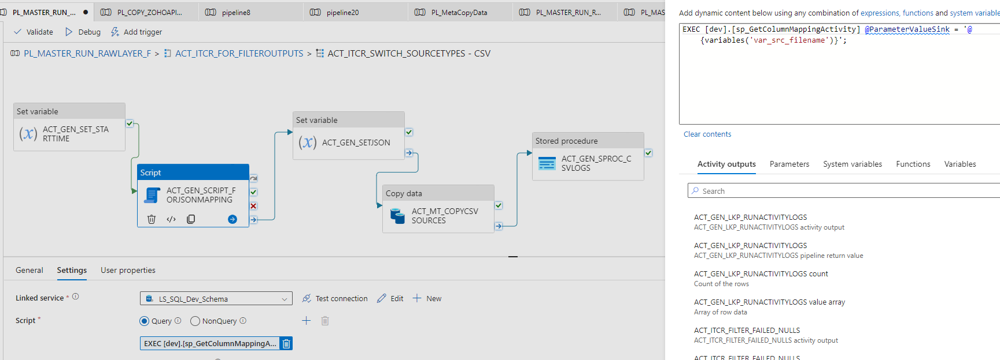 PL_MASTER_RUN_...
PL_COPY_ZOHOAPI...
pipeline8
pipeline20
PL_MetaCopyData
PL_MASTER_RUN_R...
PL_MAS
Validate
Debug
Add trigger
PL_MASTER_RUN_RAWLAYER_F > ACT_ITCR_FOR_FILTEROUTPUTS > ACT_ITCR_SWITCH_SOURCETYPES - CSV
Set variable
(x)
ACT_GEN_SET_STA
RTTIME
Script
ACT_GEN_SCRIPT_F
ORJSONMAPPING
Set variable
(x)
ACT_GEN_SETJSON
Copy data
ACT_MT_COPYCSV
SOURCES
Stored procedure
ACT_GEN_SPROC_C
SVLOGS
General
Settings
User properties
Linked service *
LS_SQL_Dev_Schema
Test connection
Edit
New
Script *
Query
NonQuery
EXEC [dev].[sp_GetColumnMappingA...
Add dynamic content below using any combination of expressions, functions and system variable
EXEC [dev].[sp_GetColumnMappingActivity] @ParameterValueSink = '@
{variables('var_src_filename')}';
Clear contents
Activity outputs
Parameters
System variables
Functions
Variables
Search
ACT_GEN_LKP_RUNACTIVITYLOGS
ACT_GEN_LKP_RUNACTIVITYLOGS activity output
ACT_GEN_LKP_RUNACTIVITYLOGS
ACT_GEN_LKP_RUNACTIVITYLOGS pipeline return value
ACT_GEN_LKP_RUNACTIVITYLOGS count
Count of the rows
ACT_GEN_LKP_RUNACTIVITYLOGS value array
Array of row data
ACT_ITCR_FILTER_FAILED_NULLS
ACT_ITCR_FILTER_FAILED_NULLS activity output
ACT_ITCR_FILTER_FAILED_NULLS